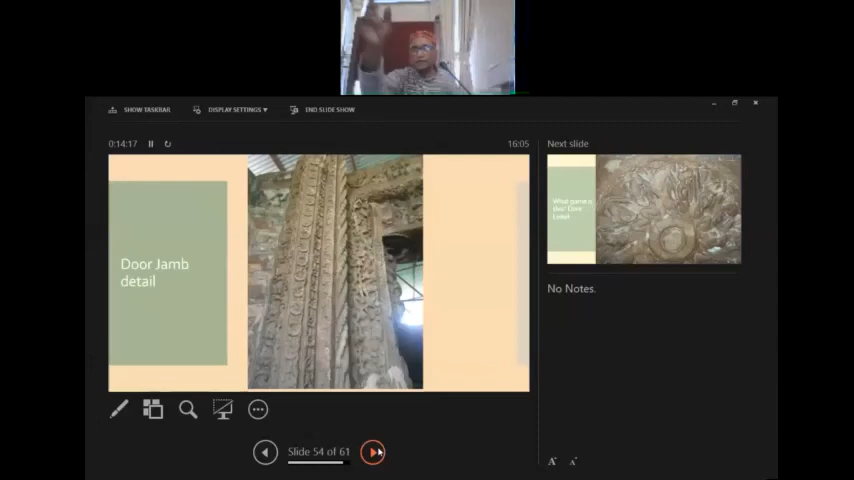 SHOW TASKBAR
DISPLAY SETTINGS ▾
END SLIDE SHOW
0:14:17
16:05
Next slide
Door Jamb
detail
No Notes.
Slide 54 of 61
A A